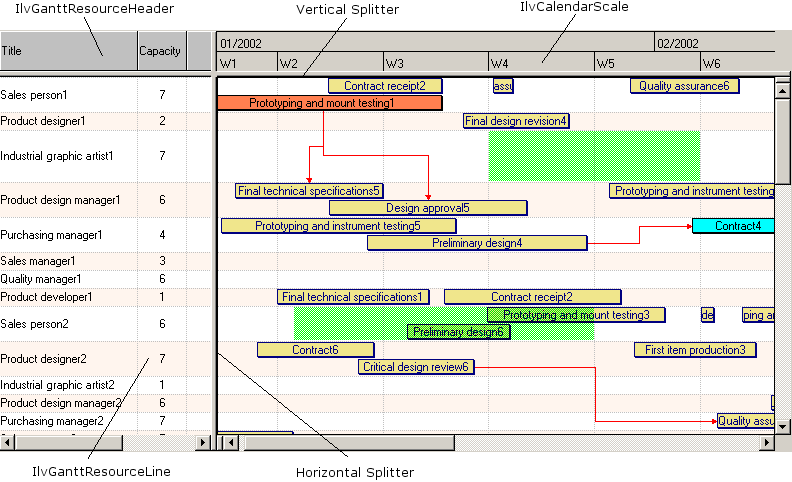 IlvGanttResourceHeader
Vertical Splitter
IlvCalendarScale
Title
Capacity
01/2002
02/2002
W1
W2
W3
W4
W5
W6
Sales person1
7
Contract receipt2
assu
Quality assurance6
Prototyping and mount testing1
Product designer1
2
Final design revision4
Industrial graphic artist1
7
Product design manager1
6
Final technical specifications5
Prototyping and instrument testing
Design approval5
Purchasing manager1
4
Prototyping and instrument testing5
Contract4
Preliminary design4
Sales manager1
3
Quality manager1
6
Product developer1
1
Final technical specifications1
Contract receipt2
Sales person2
6
Prototyping and mount testing3
de
ping an
Preliminary design6
Product designer2
7
Contract6
First item production3
Critical design review6
Industrial graphic artist2
1
Product design manager2
6
Purchasing manager2
7
Quality assu
IlvGanttResourceLine
Horizontal Splitter